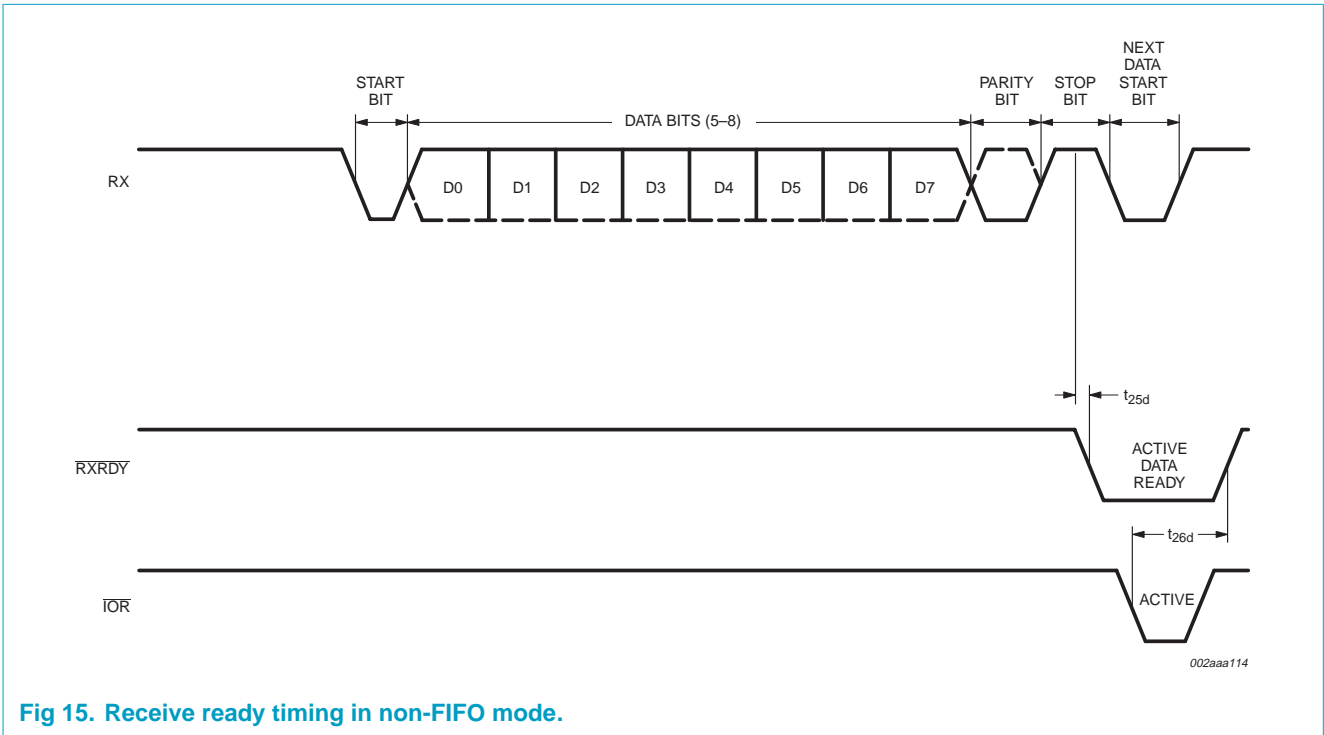 START
BIT
DATA BITS (5–8)
PARITY
BIT
STOP
BIT
NEXT
DATA
START
BIT
RX
D0 D1 D2 D3 D4 D5 D6 D7
t25d
RXRDY
ACTIVE
DATA
READY
t26d
IOR
ACTIVE
002aaa114
Fig 15. Receive ready timing in non-FIFO mode.